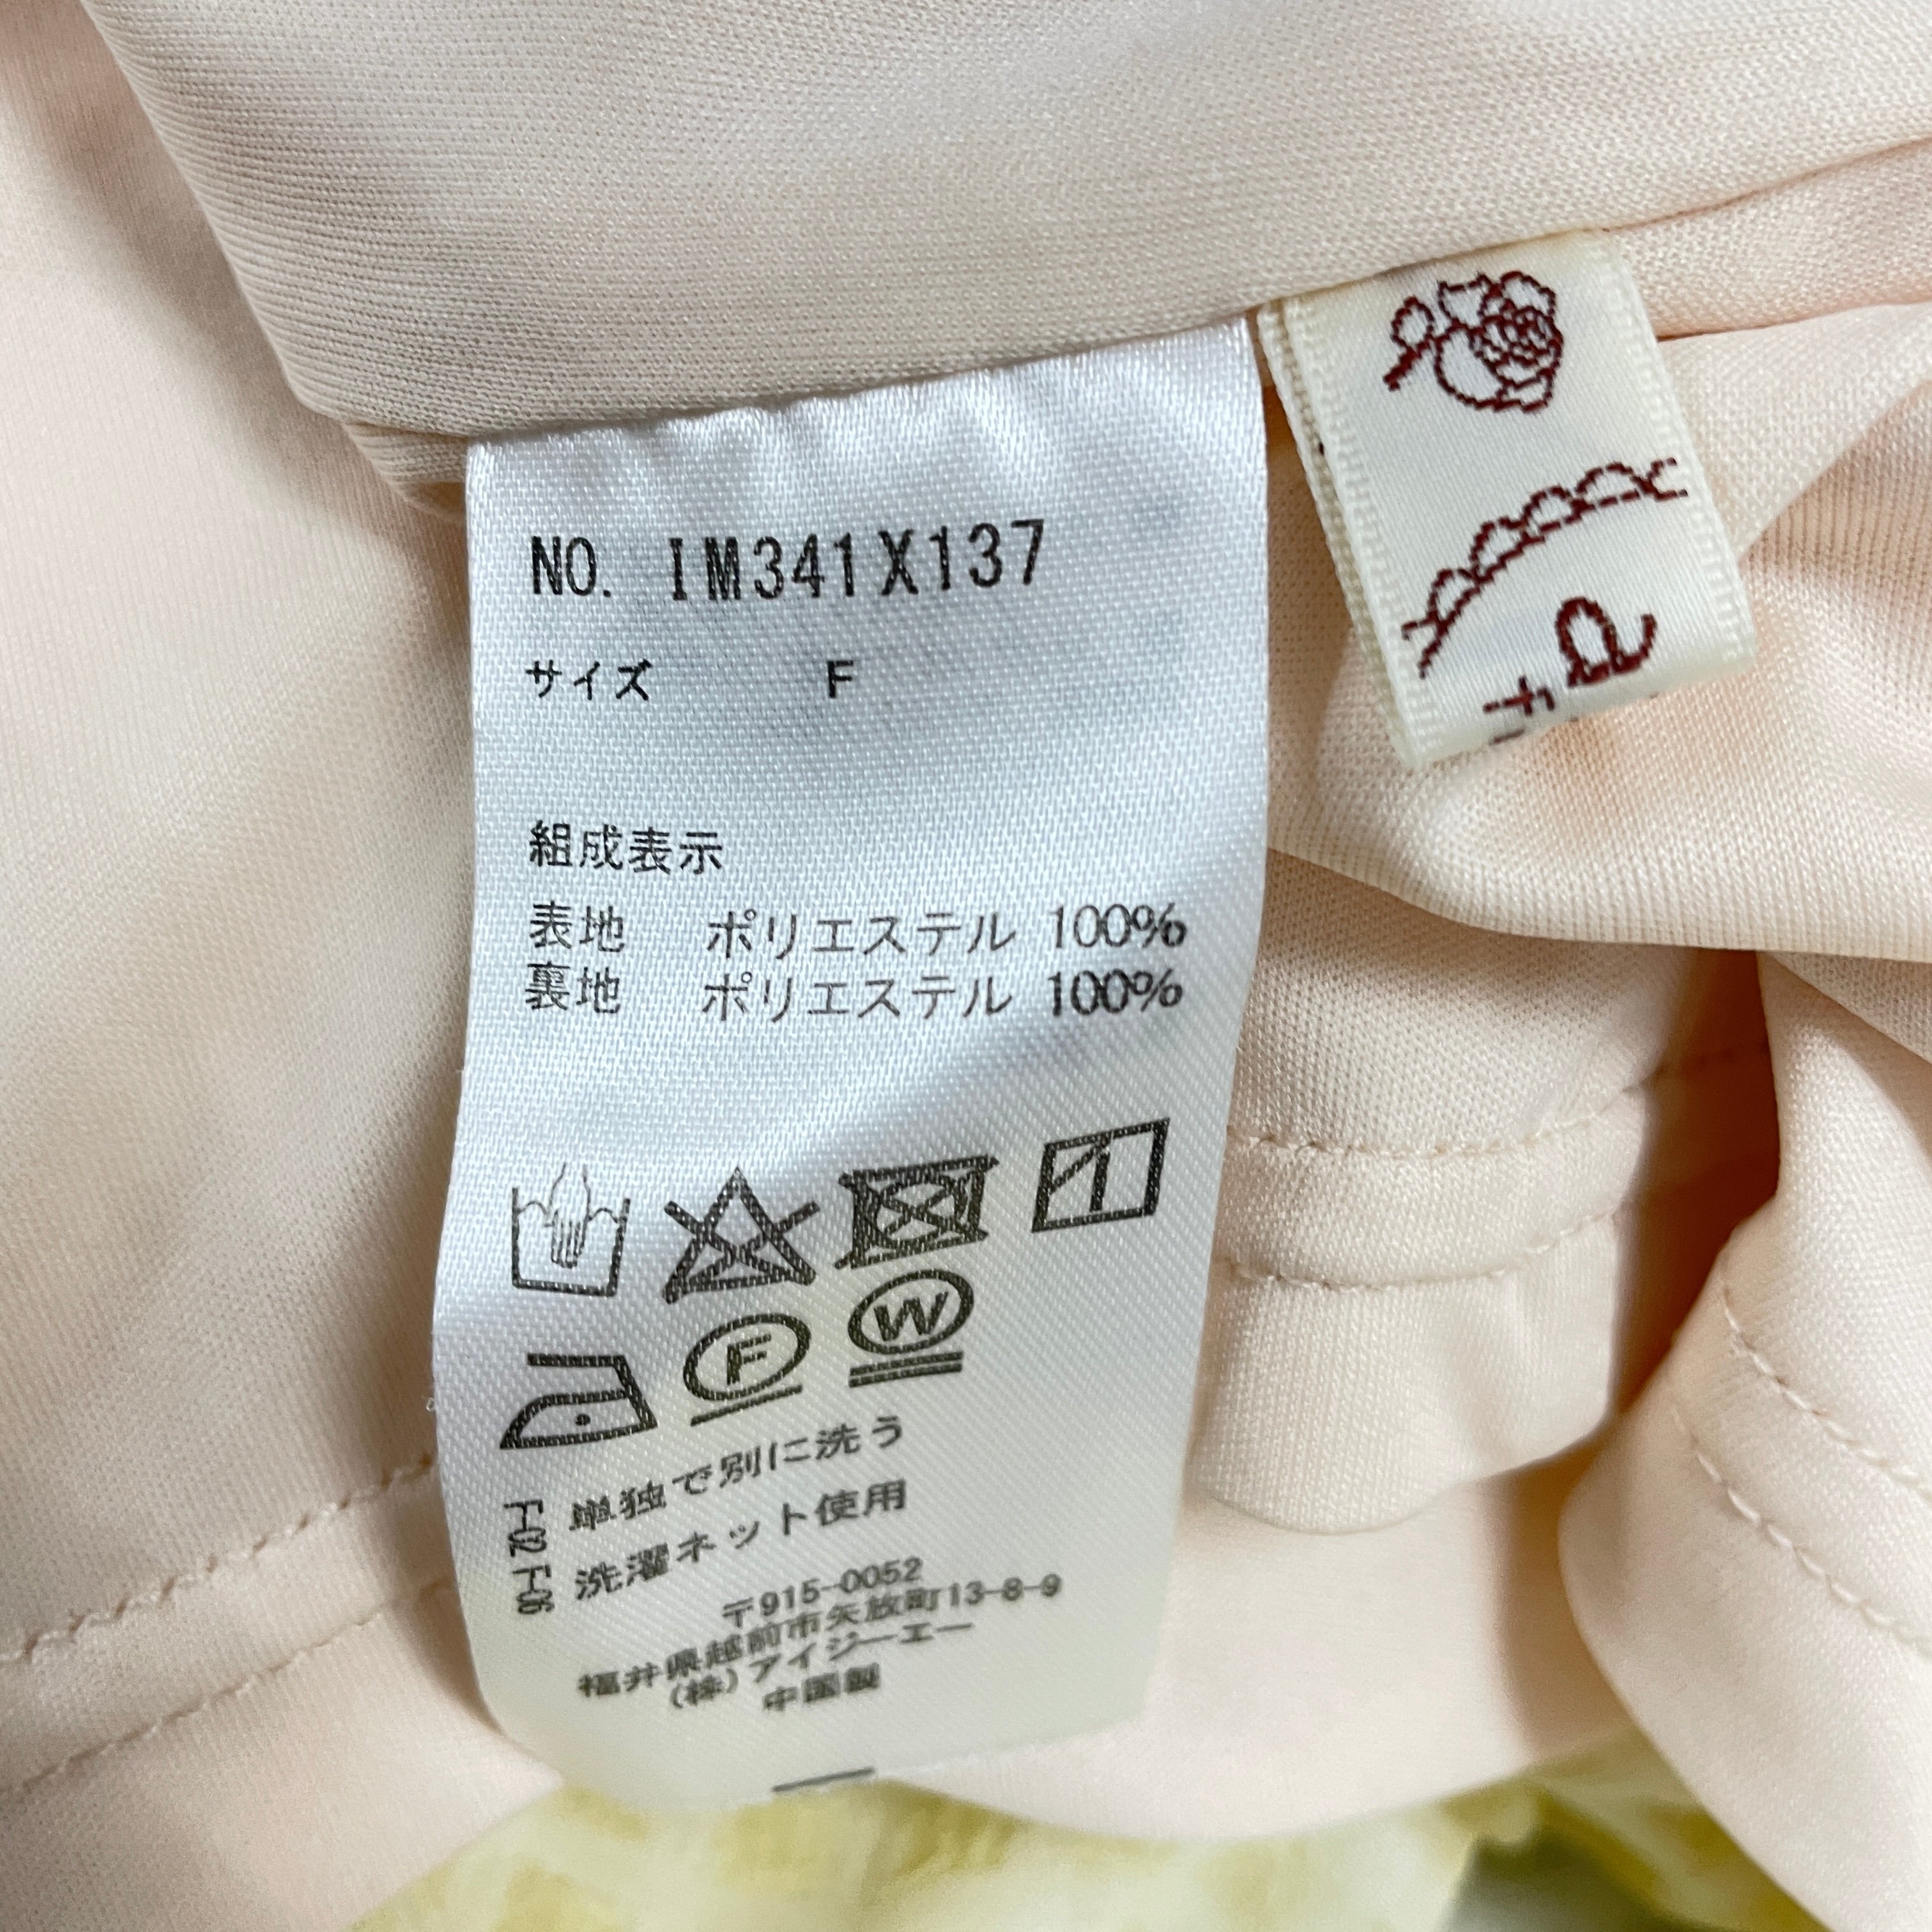 NO. IM341X137
サイズ F
組成表示
表地 ポリエステル 100%
裏地 ポリエステル 100%
F
W
単独で別に洗う
洗濯ネット使用
F-02 F-06
〒915-0052
福井県越前市矢放町13-8-9
(株)アイジーエー
中国製